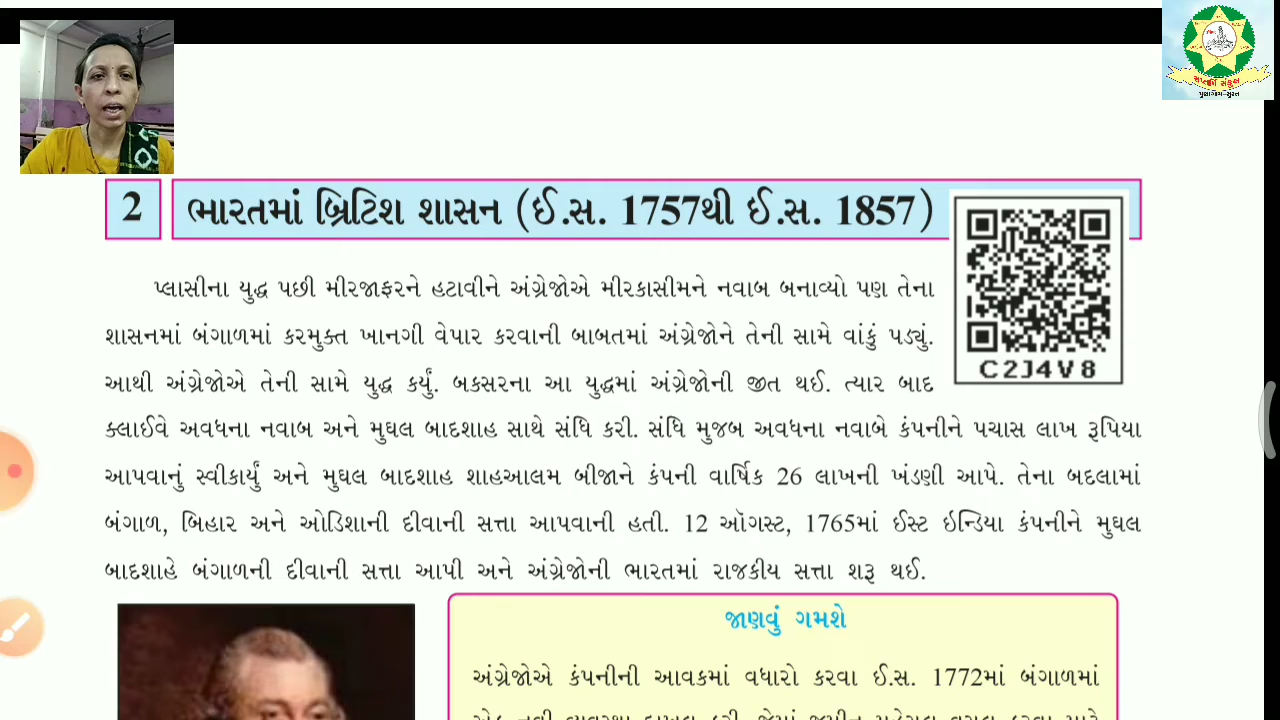 સપ્તર્ષિ સંકુલ
પુણાગામ-સુરત
2 ભારતમાં બ્રિટિશ શાસન (ઈ.સ. 1757થી ઈ.સ. 1857)
પ્લાસીના યુદ્ધ પછી મીરજાફરને હટાવીને અંગ્રેજોએ મીરકાસીમને નવાબ બનાવ્યો પણ તેના
શાસનમાં બંગાળમાં કરમુક્ત ખાનગી વેપાર કરવાની બાબતમાં અંગ્રેજોને તેની સામે વાંકું પડ્યું.
આથી અંગ્રેજોએ તેની સામે યુદ્ધ કર્યું. બકસરના આ યુદ્ધમાં અંગ્રેજોની જીત થઈ. ત્યાર બાદ
C2J4V8
ક્લાઈવે અવધના નવાબ અને મુઘલ બાદશાહ સાથે સંધિ કરી. સંધિ મુજબ અવધના નવાબે કંપનીને પચાસ લાખ રૂપિયા
આપવાનું સ્વીકાર્યું અને મુઘલ બાદશાહ શાહઆલમ બીજાને કંપની વાર્ષિક 26 લાખની ખંડણી આપે. તેના બદલામાં
બંગાળ, બિહાર અને ઓડિશાની દીવાની સત્તા આપવાની હતી. 12 ઑગસ્ટ, 1765માં ઈસ્ટ ઇન્ડિયા કંપનીને મુઘલ
બાદશાહે બંગાળની દીવાની સત્તા આપી અને અંગ્રેજોની ભારતમાં રાજકીય સત્તા શરૂ થઈ.
જાણવું ગમશે
અંગ્રેજોએ કંપનીની આવકમાં વધારો કરવા ઈ.સ. 1772માં બંગાળમાં